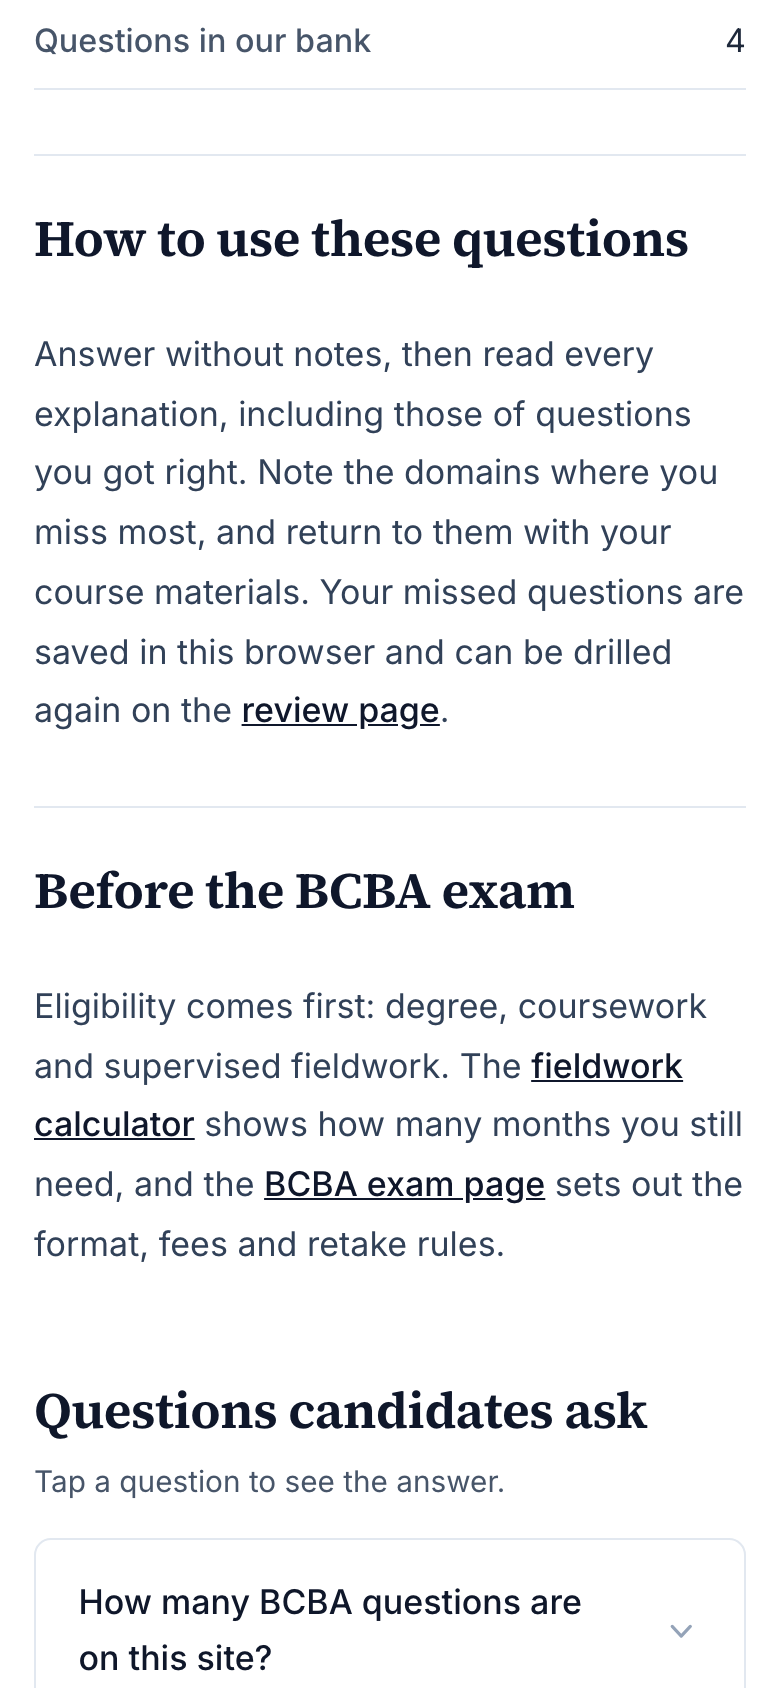 Questions in our bank 4
How to use these questions
Answer without notes, then read every
explanation, including those of questions
you got right. Note the domains where you
miss most, and return to them with your
course materials. Your missed questions are
saved in this browser and can be drilled
again on the review page.
Before the BCBA exam
Eligibility comes first: degree, coursework
and supervised fieldwork. The fieldwork
calculator shows how many months you still
need, and the BCBA exam page sets out the
format, fees and retake rules.
Questions candidates ask
Tap a question to see the answer.
How many BCBA questions are
on this site?